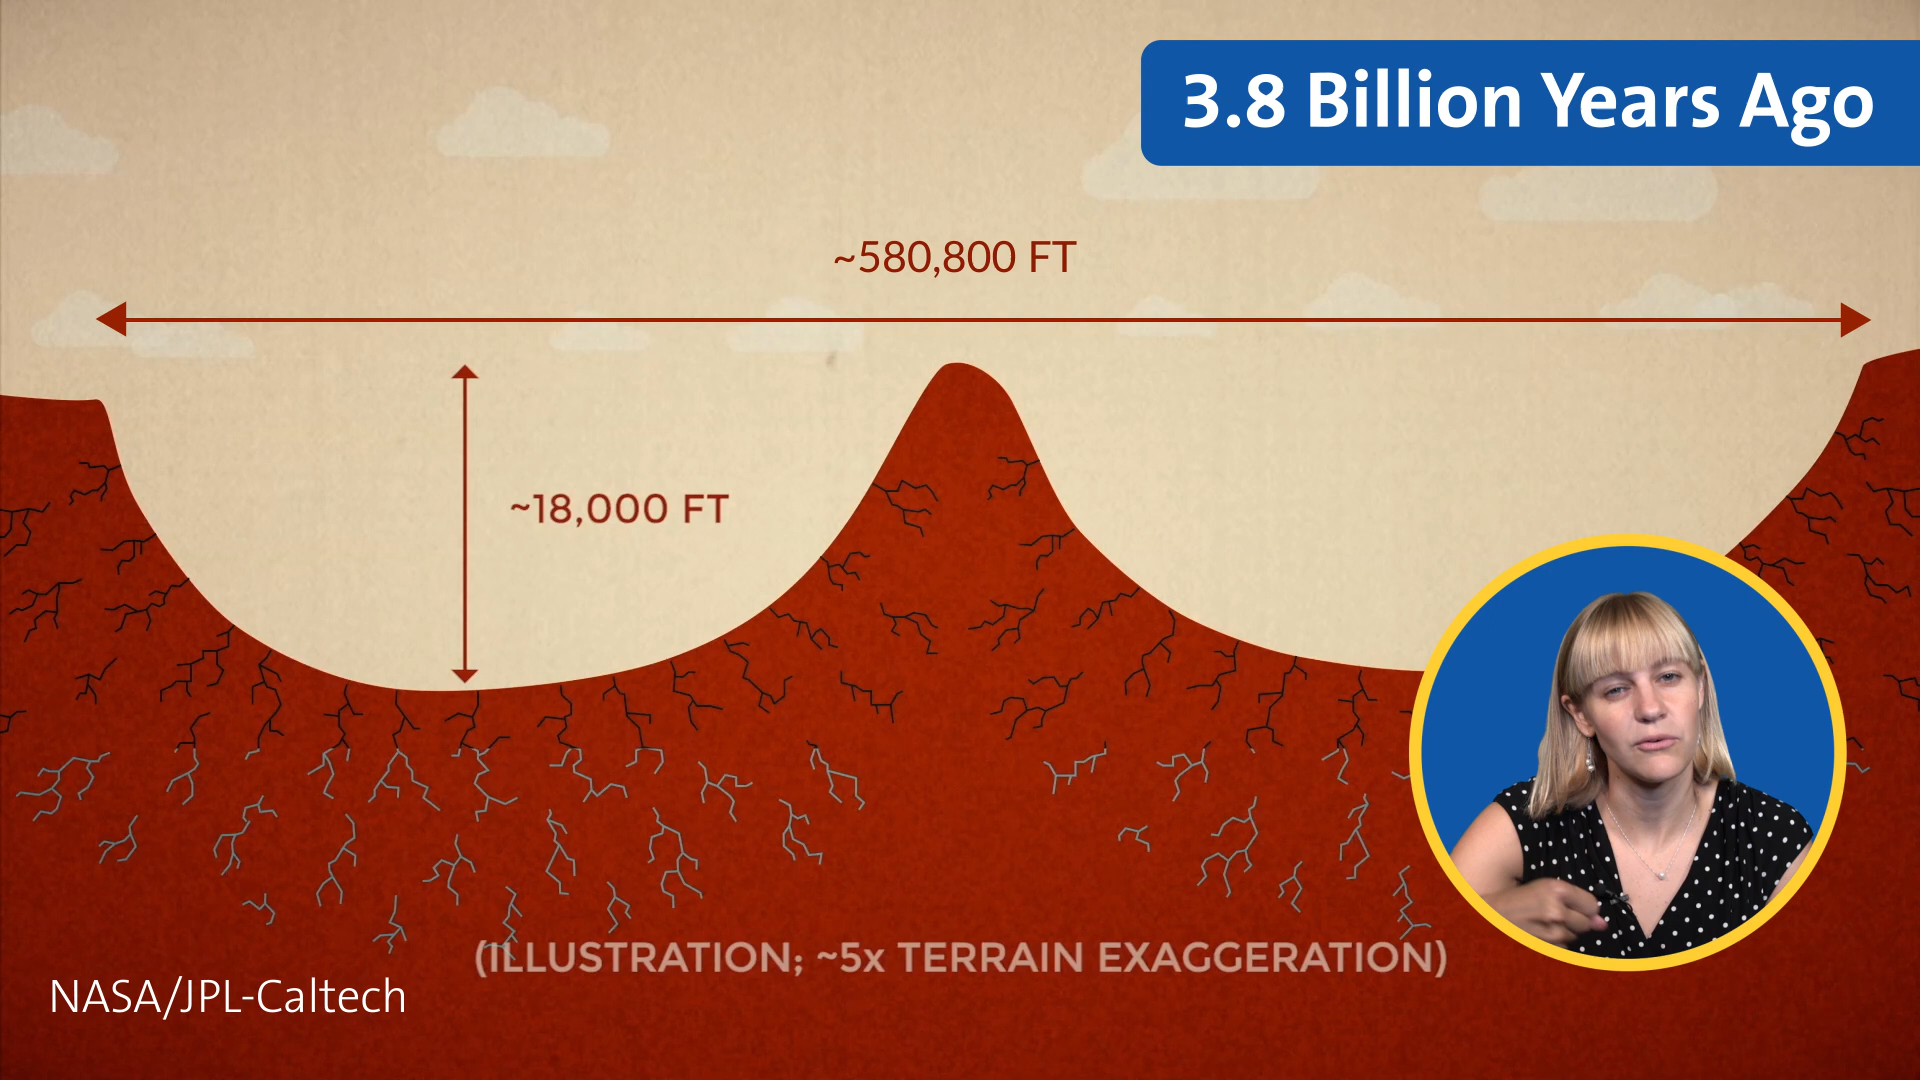 3.8 Billion Years Ago
~580,800 FT
~18,000 FT
(ILLUSTRATION; ~5x TERRAIN EXAGGERATION)
NASA/JPL-Caltech